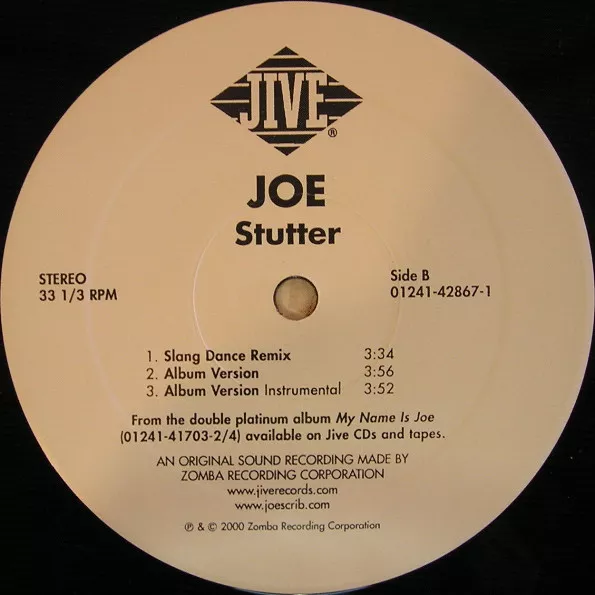 JIVE®
JOE
Stutter
STEREO
33 1/3 RPM
Side B
01241-42867-1
1. Slang Dance Remix 3:34
2. Album Version 3:56
3. Album Version Instrumental 3:52
From the double platinum album My Name Is Joe
(01241-41703-2/4) available on Jive CDs and tapes.
AN ORIGINAL SOUND RECORDING MADE BY
ZOMBA RECORDING CORPORATION
www.jiverecords.com
www.joescrib.com
℗ & © 2000 Zomba Recording Corporation